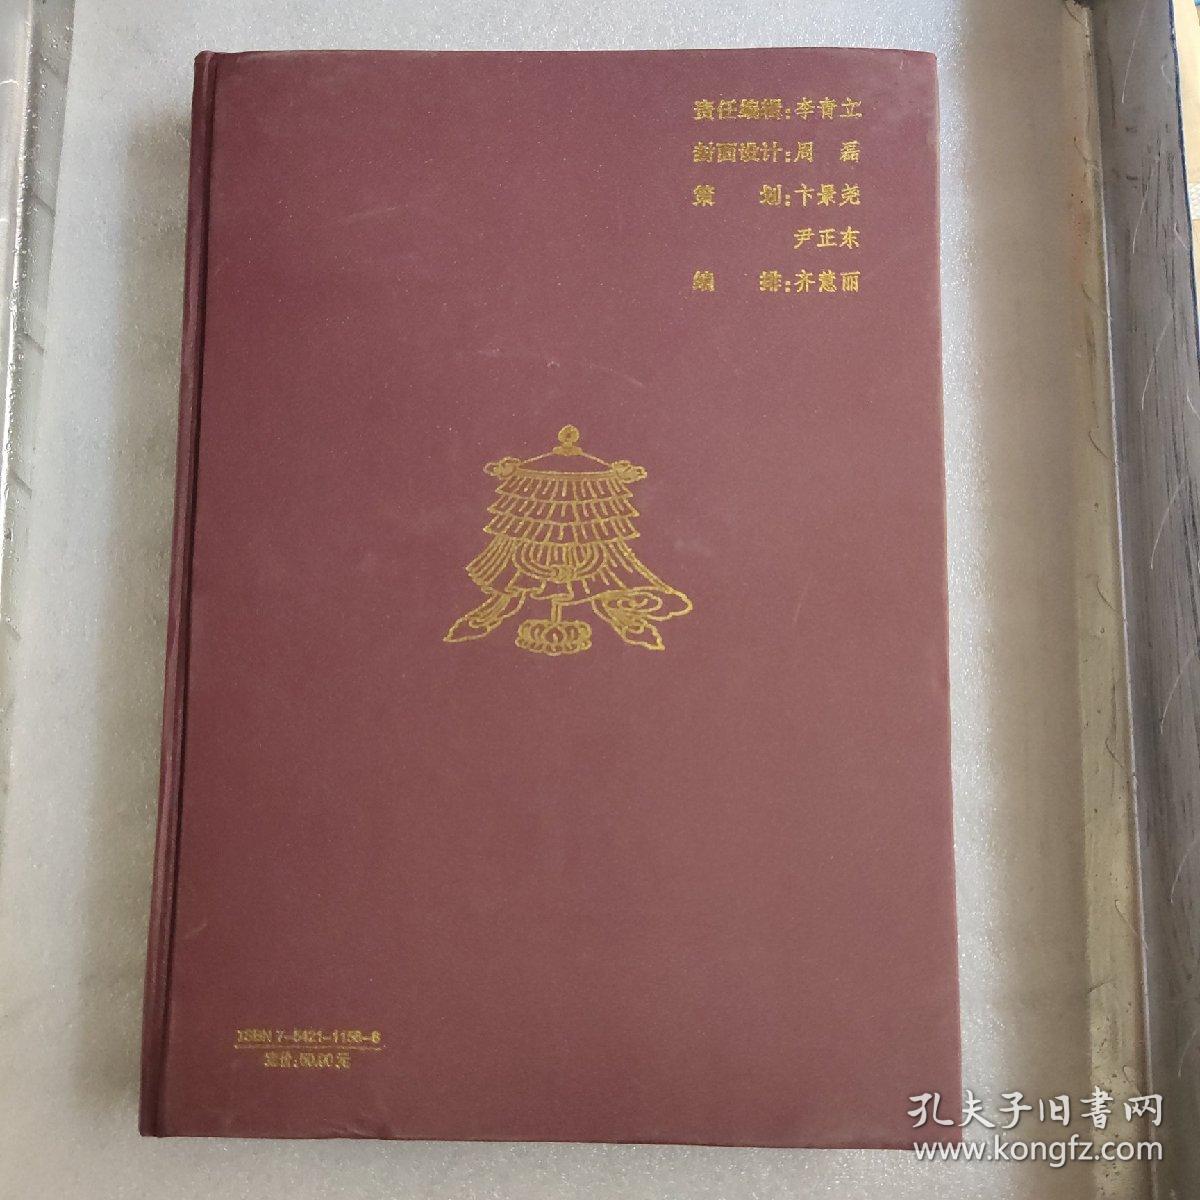 责任编辑:李青立
封面设计:周 磊
策 划:卞景尧
尹正东
编 排:齐慧丽
ISBN 7-5421-1156-6
定价:50.00元
孔夫子旧书网
www.kongfz.com